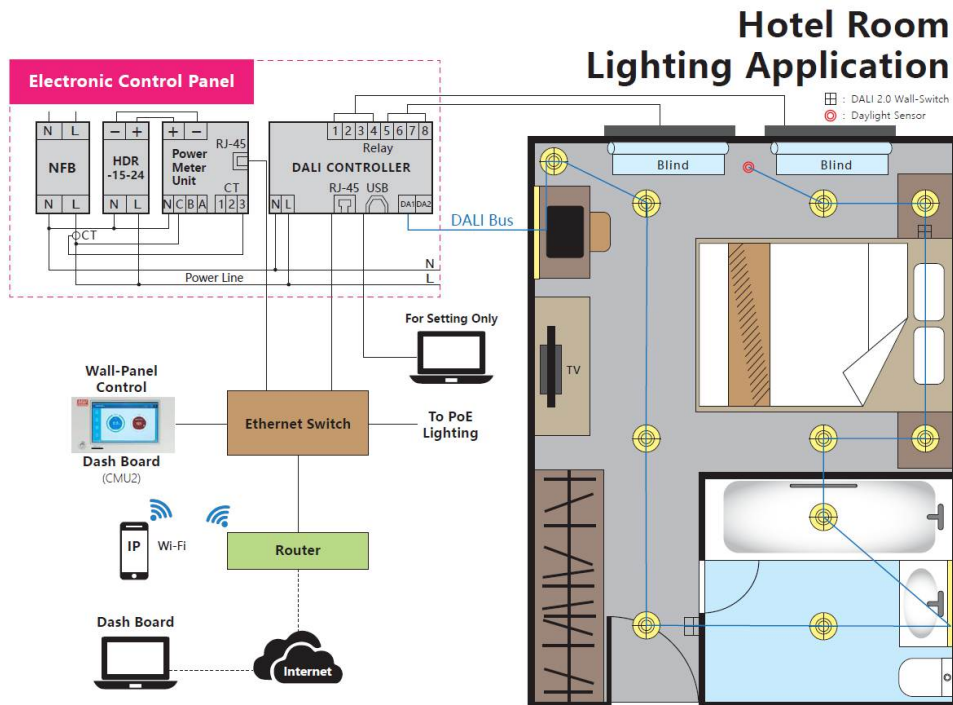 Hotel Room
Lighting Application
: DALI 2.0 Wall-Switch
: Daylight Sensor
Electronic Control Panel
N L
NFB
N L
− +
HDR
-15-24
N L
+ −
Power
Meter
Unit
RJ-45
CT
N C B A 1 2 3
1 2 3 4 5 6 7 8
Relay
DALI CONTROLLER
RJ-45 USB
N L
DA1 DA2
DALI Bus
CT
N
Power Line
L
Blind
Blind
TV
For Setting Only
Wall-Panel
Control
Ethernet Switch
To PoE
Lighting
Dash Board
(CMU2)
IP
Wi-Fi
Router
Dash Board
Internet